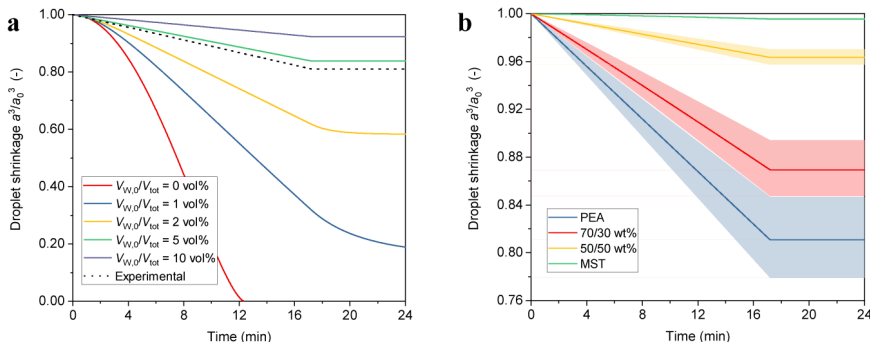 a
1.00
0.80
0.60
0.40
0.20
0.00
Droplet shrinkage a³/a₀³ (-)
V_W,0/V_tot = 0 vol%
V_W,0/V_tot = 1 vol%
V_W,0/V_tot = 2 vol%
V_W,0/V_tot = 5 vol%
V_W,0/V_tot = 10 vol%
Experimental
0 4 8 12 16 20 24
Time (min)
b
1.00
0.96
0.92
0.88
0.84
0.80
0.76
Droplet shrinkage a³/a₀³ (-)
PEA
70/30 wt%
50/50 wt%
MST
0 4 8 12 16 20 24
Time (min)